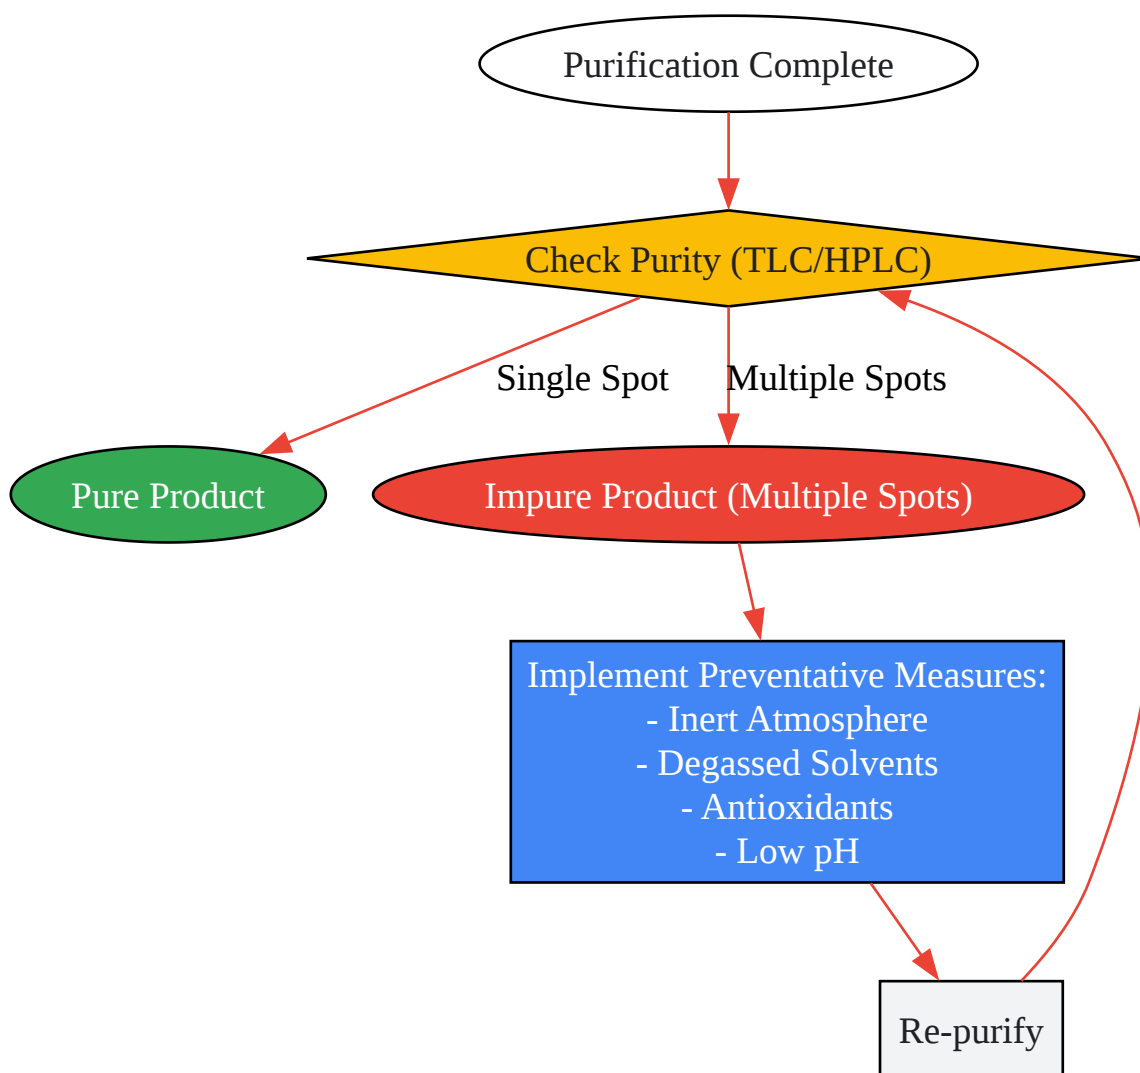 Purification Complete
Check Purity (TLC/HPLC)
Single Spot
Multiple Spots
Pure Product
Impure Product (Multiple Spots)
Implement Preventative Measures:
- Inert Atmosphere
- Degassed Solvents
- Antioxidants
- Low pH
Re-purify